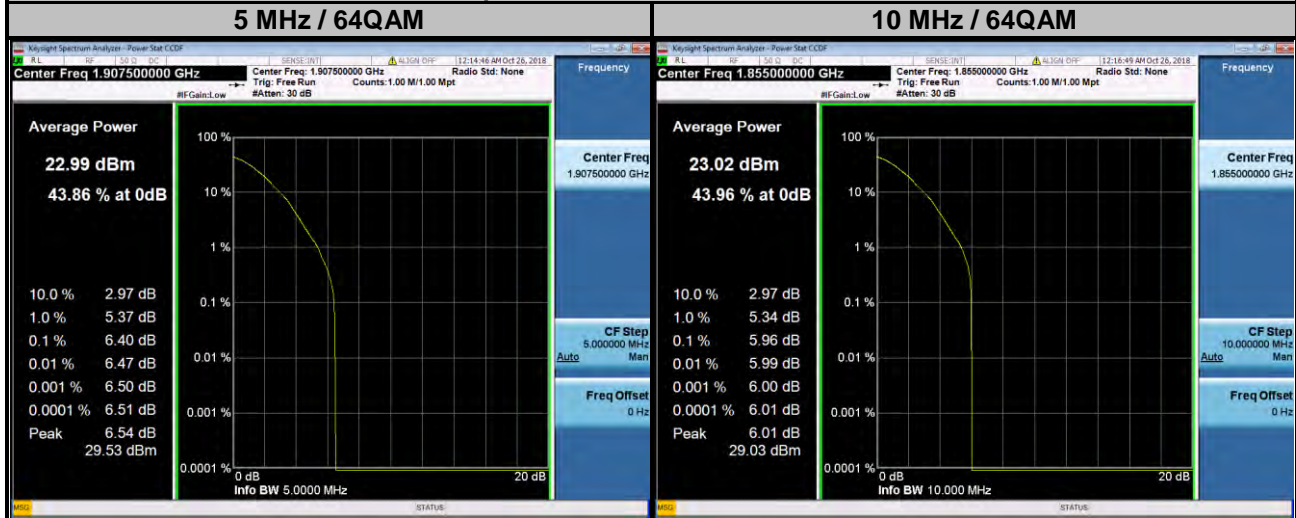 5 MHz / 64QAM
Keysight Spectrum Analyzer - Power Stat CCDF
RL RF 50 Ω DC SENSE:INT ALIGN OFF 12:14:46 AM Oct 26, 2018
Center Freq 1.907500000 GHz
Center Freq: 1.907500000 GHz Radio Std: None
Trig: Free Run Counts:1.00 M/1.00 Mpt
#IFGain:Low #Atten: 30 dB
Frequency
Average Power
22.99 dBm
43.86 % at 0dB
10.0 % 2.97 dB
1.0 % 5.37 dB
0.1 % 6.40 dB
0.01 % 6.47 dB
0.001 % 6.50 dB
0.0001 % 6.51 dB
Peak 6.54 dB
29.53 dBm
100 %
10 %
1 %
0.1 %
0.01 %
0.001 %
0.0001 %
0 dB 20 dB
Info BW 5.0000 MHz
Center Freq
1.907500000 GHz
CF Step
5.000000 MHz
Auto Man
Freq Offset
0 Hz
MSG STATUS
10 MHz / 64QAM
Keysight Spectrum Analyzer - Power Stat CCDF
RL RF 50 Ω DC SENSE:INT ALIGN OFF 12:16:49 AM Oct 26, 2018
Center Freq 1.855000000 GHz
Center Freq: 1.855000000 GHz Radio Std: None
Trig: Free Run Counts:1.00 M/1.00 Mpt
#IFGain:Low #Atten: 30 dB
Frequency
Average Power
23.02 dBm
43.96 % at 0dB
10.0 % 2.97 dB
1.0 % 5.34 dB
0.1 % 5.96 dB
0.01 % 5.99 dB
0.001 % 6.00 dB
0.0001 % 6.01 dB
Peak 6.01 dB
29.03 dBm
100 %
10 %
1 %
0.1 %
0.01 %
0.001 %
0.0001 %
0 dB 20 dB
Info BW 10.000 MHz
Center Freq
1.855000000 GHz
CF Step
10.000000 MHz
Auto Man
Freq Offset
0 Hz
MSG STATUS